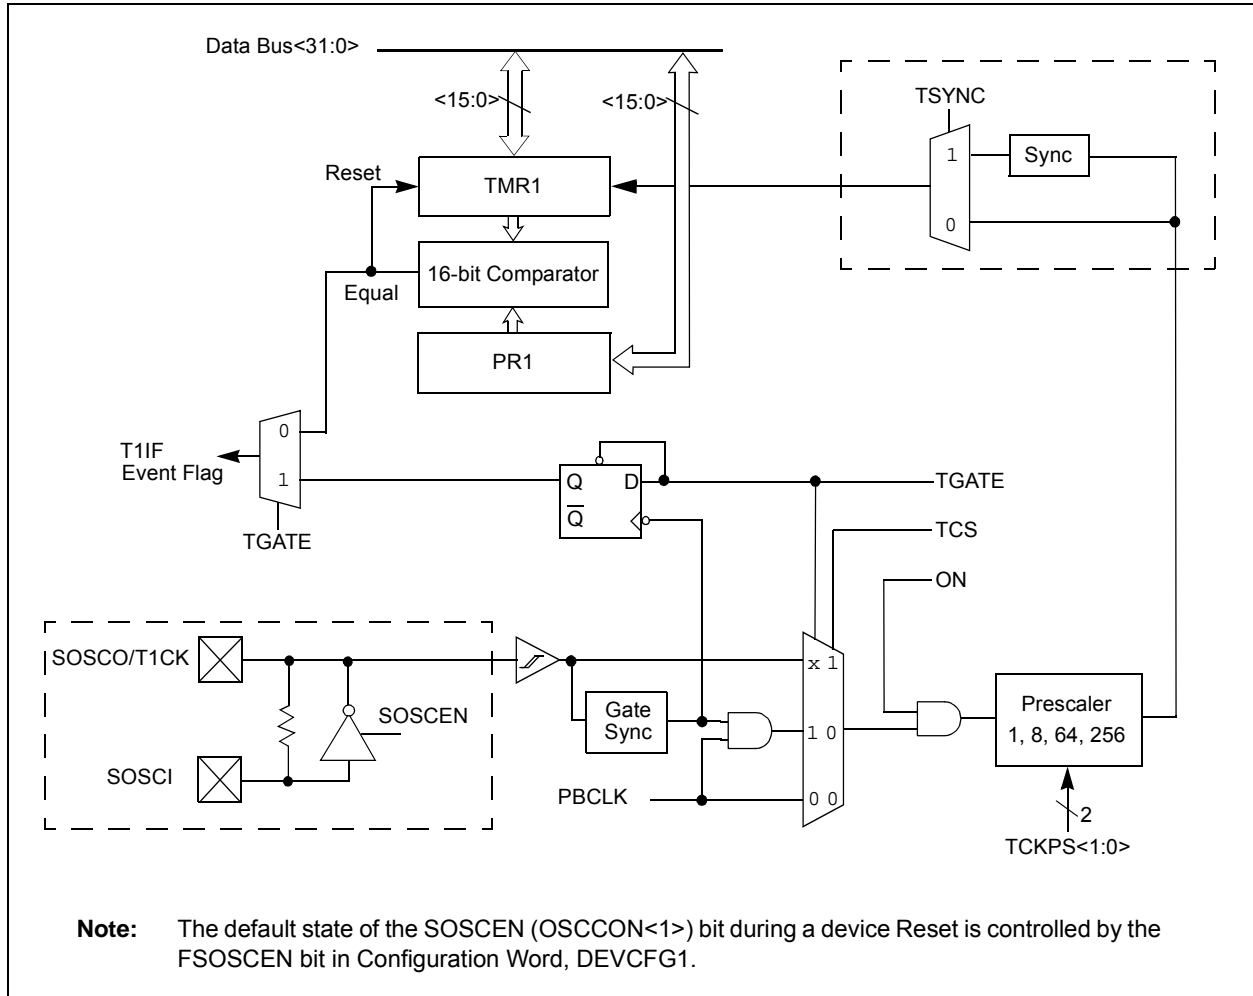 Data Bus<31:0>
<15:0>
<15:0>
TSYNC
1
Sync
0
Reset
TMR1
16-bit Comparator
Equal
PR1
0
1
T1IF
Event Flag
TGATE
Q
D
Q
TGATE
TCS
ON
SOSCO/T1CK
SOSCEN
SOSCI
Gate
Sync
PBCLK
x 1
1 0
0 0
Prescaler
1, 8, 64, 256
2
TCKPS<1:0>
Note: The default state of the SOSCEN (OSCCON<1>) bit during a device Reset is controlled by the
FSOSCEN bit in Configuration Word, DEVCFG1.